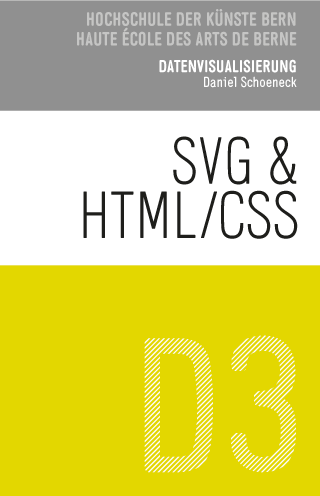 HOCHSCHULE DER KÜNSTE BERN
HAUTE ÉCOLE DES ARTS DE BERNE
DATENVISUALISIERUNG
Daniel Schoeneck
SVG &
HTML/CSS
D3